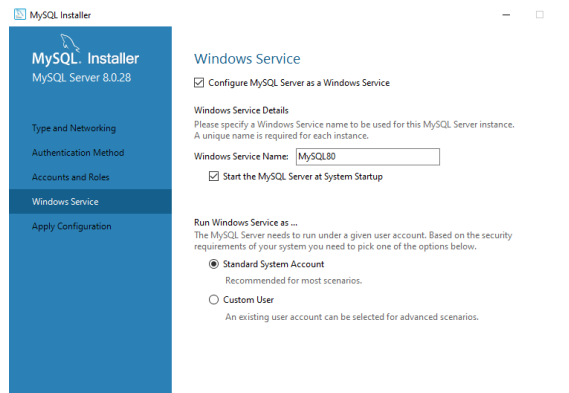 MySQL Installer
MySQL. Installer
MySQL Server 8.0.28
Type and Networking
Authentication Method
Accounts and Roles
Windows Service
Apply Configuration
Windows Service
Configure MySQL Server as a Windows Service
Windows Service Details
Please specify a Windows Service name to be used for this MySQL Server instance.
A unique name is required for each instance.
Windows Service Name: MySQL80
Start the MySQL Server at System Startup
Run Windows Service as ...
The MySQL Server needs to run under a given user account. Based on the security
requirements of your system you need to pick one of the options below.
Standard System Account
Recommended for most scenarios.
Custom User
An existing user account can be selected for advanced scenarios.